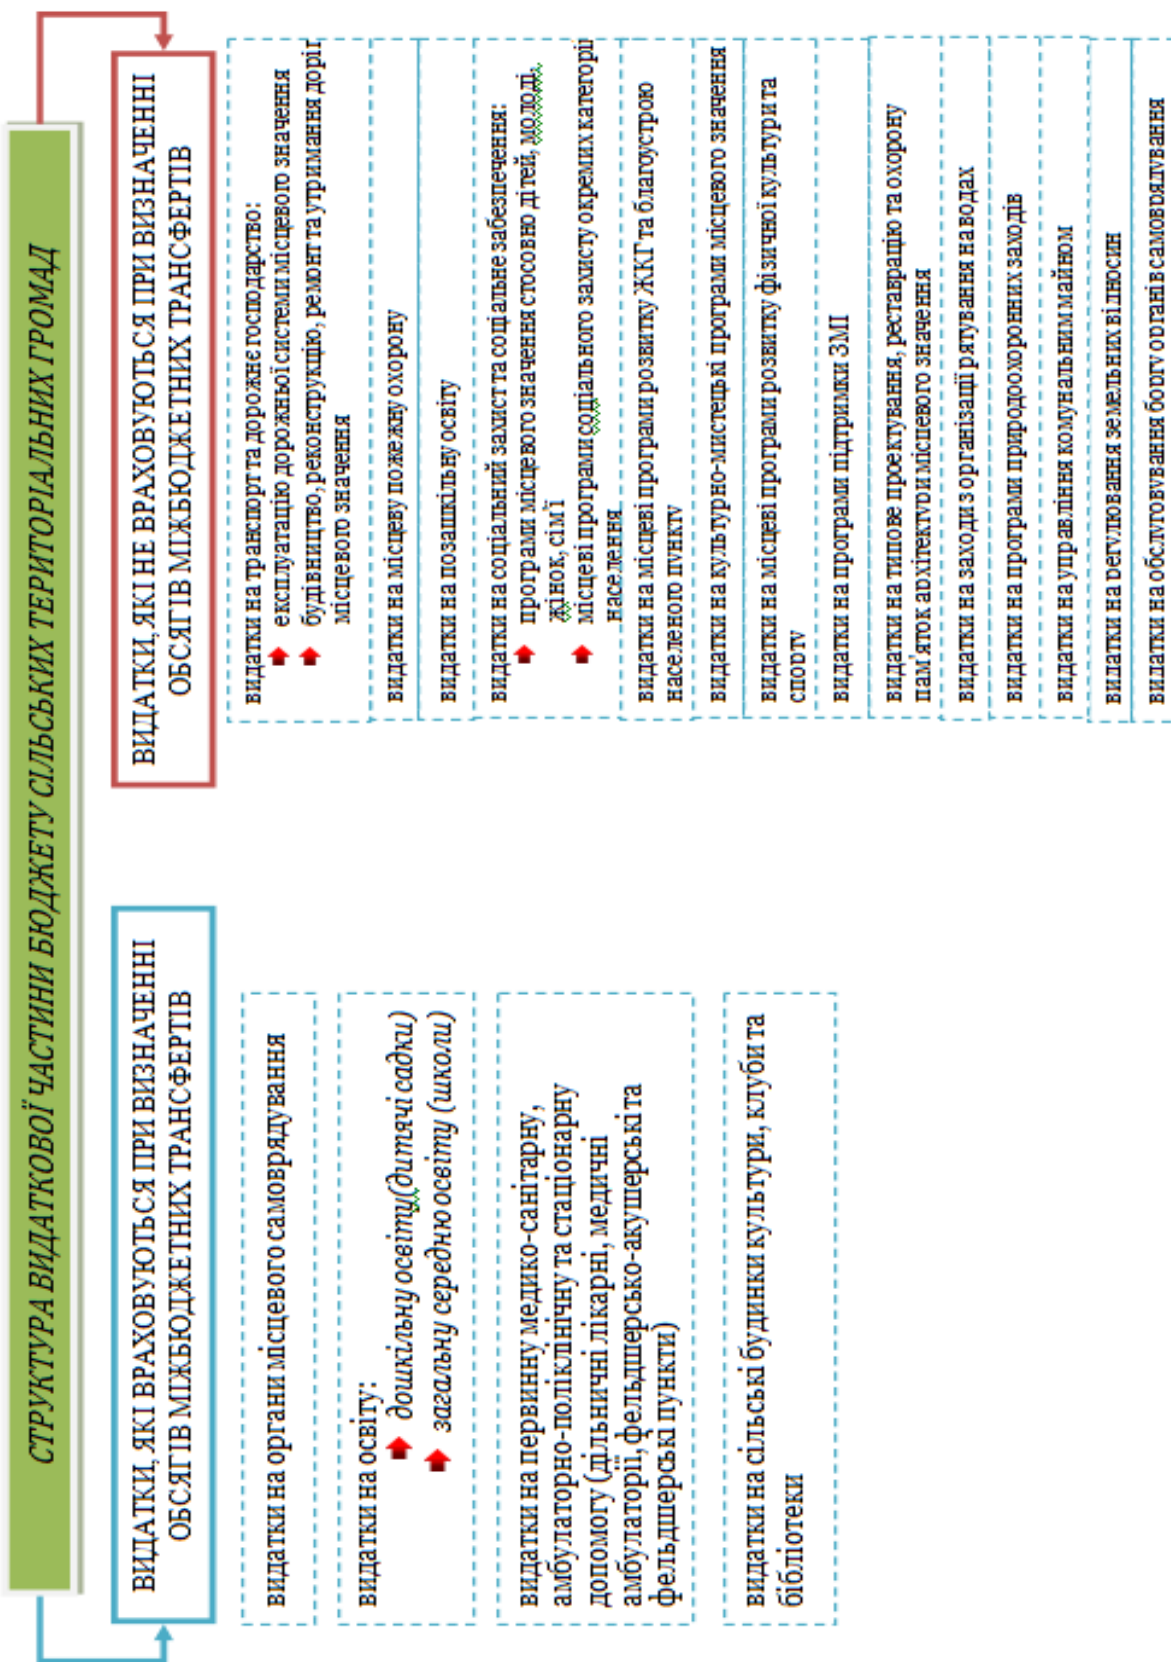 СТРУКТУРА ВИДАТКОВОЇ ЧАСТИНИ БЮДЖЕТУ СІЛЬСЬКИХ ТЕРИТОРІАЛЬНИХ ГРОМАД
ВИДАТКИ, ЯКІ ВРАХОВУЮТЬСЯ ПРИ ВИЗНАЧЕННІ
ОБСЯГІВ МІЖБЮДЖЕТНИХ ТРАНСФЕРТІВ
видатки на органи місцевого самоврядування
видатки на освіту:
дошкільну освіту(дитячі садки)
загальну середню освіту (школи)
видатки на первинну медико-санітарну,
амбулаторно-поліклінічну та стаціонарну
допомогу (дільничні лікарні, медичні
амбулаторії, фельдшерсько-акушерські та
фельдшерські пункти)
видатки на сільські будинки культури, клуби та
бібліотеки
ВИДАТКИ, ЯКІ НЕ ВРАХОВУЮТЬСЯ ПРИ ВИЗНАЧЕННІ
ОБСЯГІВ МІЖБЮДЖЕТНИХ ТРАНСФЕРТІВ
видатки на транспорт та дорожнє господарство:
експлуатацію дорожньої системи місцевого значення
будівництво, реконструкцію, ремонт та утримання доріг
місцевого значення
видатки на місцеву пожежну охорону
видатки на позашкільну освіту
видатки на соціальний захист та соціальне забезпечення:
програми місцевого значення стосовно дітей, молоді,
жінок, сім'ї
місцеві програми соціального захисту окремих категорій
населення
видатки на місцеві програми розвитку ЖКГ та благоустрою
населеного пункту
видатки на культурно-мистецькі програми місцевого значення
видатки на місцеві програми розвитку фізичної культури та
спорту
видатки на програми підтримки ЗМІ
видатки на типове проектування, реставрацію та охорону
пам'яток архітектури місцевого значення
видатки на заходи з організації рятування на водах
видатки на програми природоохоронних заходів
видатки на управління комунальним майном
видатки на регулювання земельних відносин
видатки на обслуговування боргу органів самоврядування